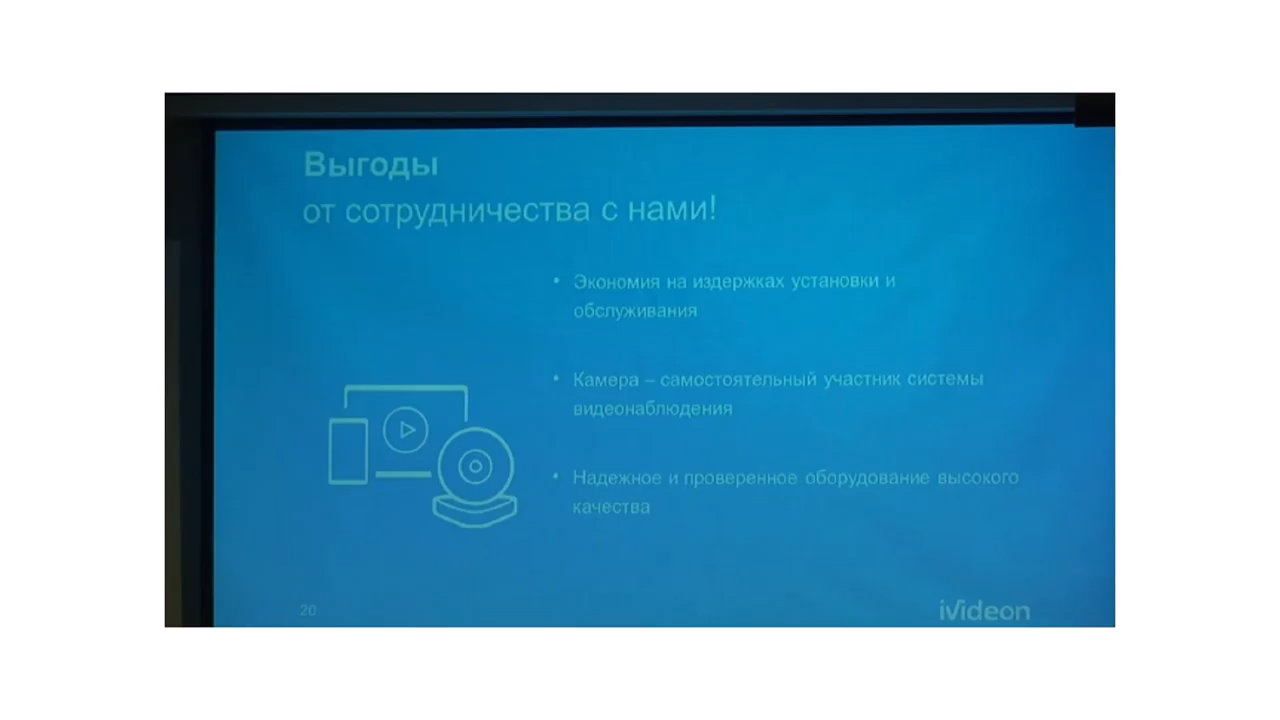 Выгоды
от сотрудничества с нами!
• Экономия на издержках установки и
обслуживания
• Камера – самостоятельный участник системы
видеонаблюдения
• Надежное и проверенное оборудование высокого
качества
20
iVideon